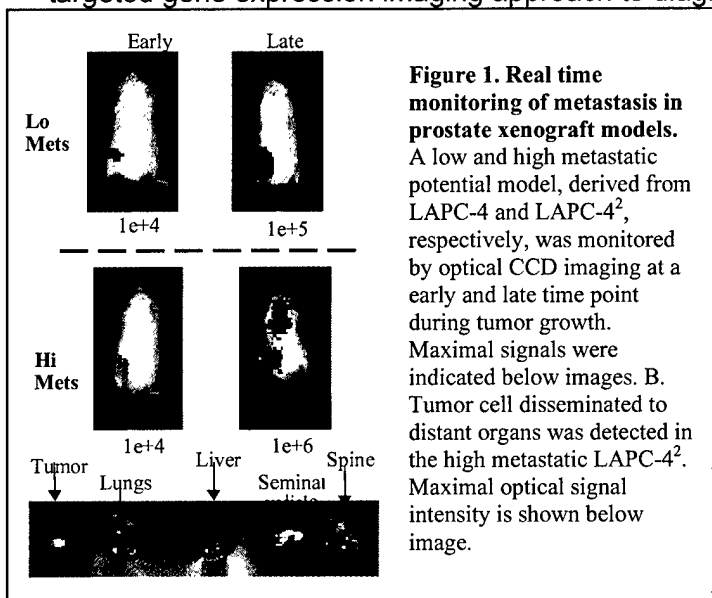 Early Late
Lo
Mets
1e+4 1e+5
Hi
Mets
1e+4 1e+6
Tumor Lungs Liver Seminal Spine
Figure 1. Real time
monitoring of metastasis in
prostate xenograft models.
A low and high metastatic
potential model, derived from
LAPC-4 and LAPC-4²,
respectively, was monitored
by optical CCD imaging at a
early and late time point
during tumor growth.
Maximal signals were
indicated below images. B.
Tumor cell disseminated to
distant organs was detected in
the high metastatic LAPC-4².
Maximal optical signal
intensity is shown below
image.